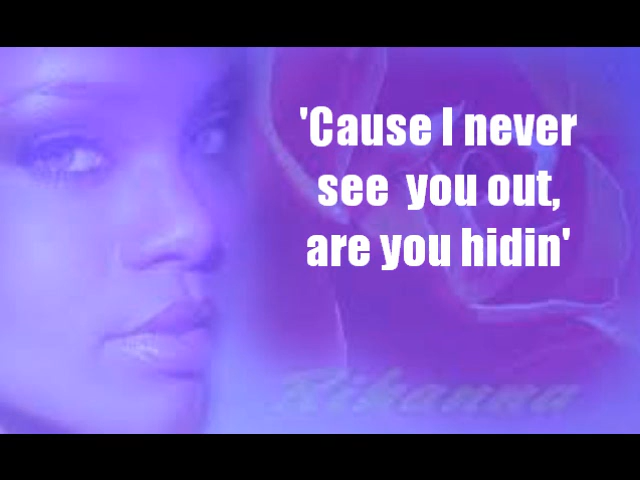 'Cause I never
see you out,
are you hidin'
Rihanna